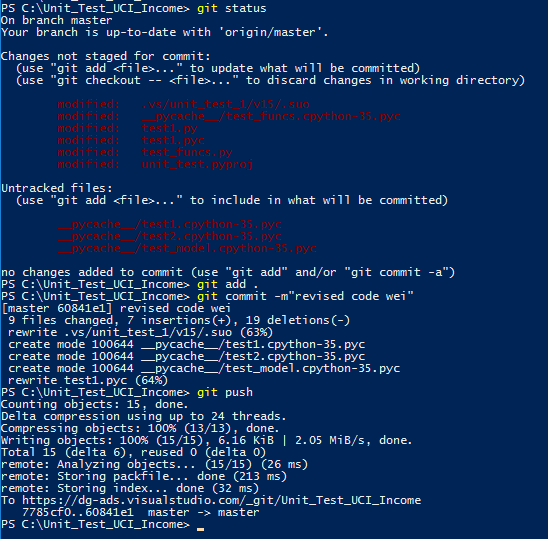 PS C:\Unit_Test_UCI_Income> git status
On branch master
Your branch is up-to-date with 'origin/master'.
Changes not staged for commit:
(use "git add <file>..." to update what will be committed)
(use "git checkout -- <file>..." to discard changes in working directory)
modified: .vs/unit_test_1/v15/.suo
modified: __pycache__/test_funcs.cpython-35.pyc
modified: test1.py
modified: test1.pyc
modified: test_funcs.py
modified: unit_test.pyproj
Untracked files:
(use "git add <file>..." to include in what will be committed)
__pycache__/test1.cpython-35.pyc
__pycache__/test2.cpython-35.pyc
__pycache__/test_model.cpython-35.pyc
no changes added to commit (use "git add" and/or "git commit -a")
PS C:\Unit_Test_UCI_Income> git add .
PS C:\Unit_Test_UCI_Income> git commit -m"revised code wei"
[master 60841e1] revised code wei
9 files changed, 7 insertions(+), 19 deletions(-)
rewrite .vs/unit_test_1/v15/.suo (63%)
create mode 100644 __pycache__/test1.cpython-35.pyc
create mode 100644 __pycache__/test2.cpython-35.pyc
create mode 100644 __pycache__/test_model.cpython-35.pyc
rewrite test1.pyc (64%)
PS C:\Unit_Test_UCI_Income> git push
Counting objects: 15, done.
Delta compression using up to 24 threads.
Compressing objects: 100% (13/13), done.
Writing objects: 100% (15/15), 6.16 KiB | 2.05 MiB/s, done.
Total 15 (delta 6), reused 0 (delta 0)
remote: Analyzing objects... (15/15) (26 ms)
remote: Storing packfile... done (213 ms)
remote: Storing index... done (32 ms)
To https://dg-ads.visualstudio.com/_git/Unit_Test_UCI_Income
7785cf0..60841e1 master -> master
PS C:\Unit_Test_UCI_Income> _